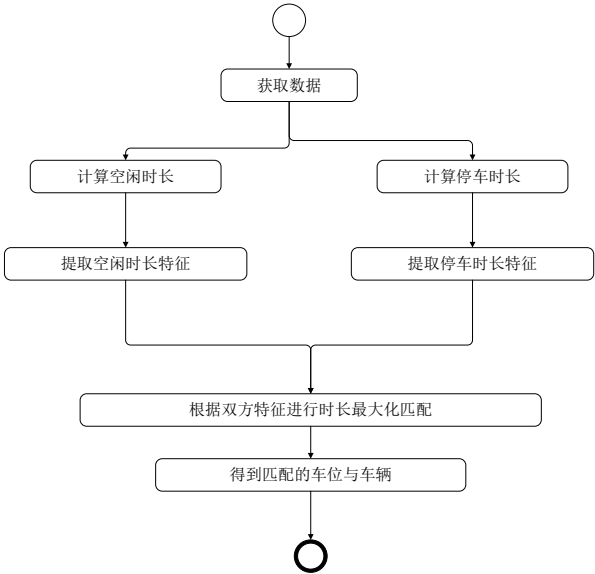 获取数据
计算空闲时长
计算停车时长
提取空闲时长特征
提取停车时长特征
根据双方特征进行时长最大化匹配
得到匹配的车位与车辆